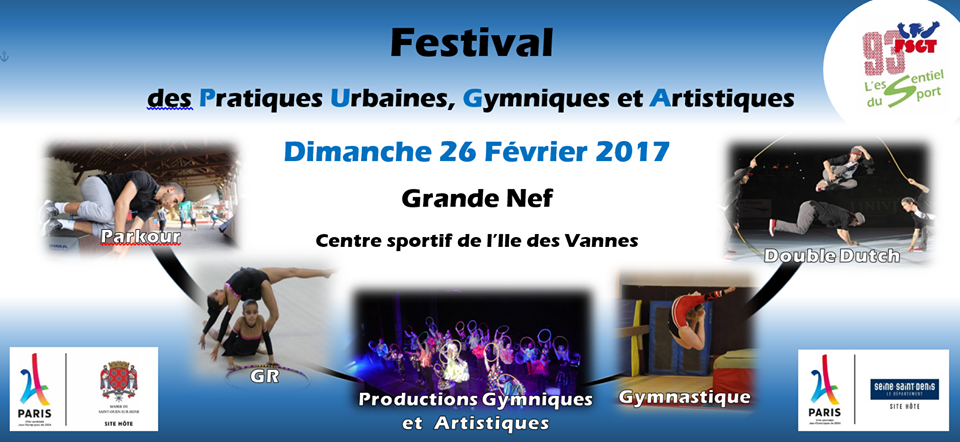 Festival
93
FSGT
L'esSentiel
du Sport
des Pratiques Urbaines, Gymniques et Artistiques
Dimanche 26 Février 2017
Grande Nef
Centre sportif de l'Ile des Vannes
Parkour
Double Dutch
GR
Productions Gymniques
et Artistiques
Gymnastique
PARIS
SITE HÔTE
PARIS
SEINE-SAINT-DENIS
LE DÉPARTEMENT
SITE HÔTE